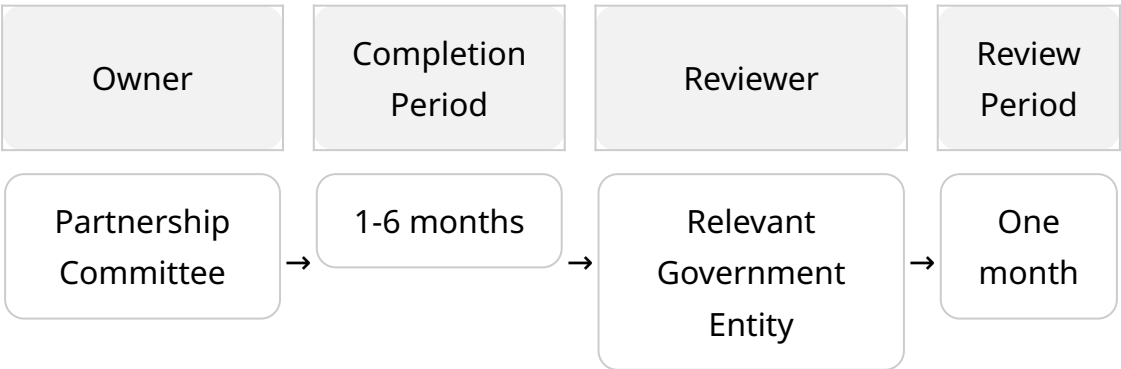 Owner
Completion
Period
Reviewer
Review
Period
Partnership
Committee
→
1-6 months
→
Relevant
Government
Entity
→
One
month